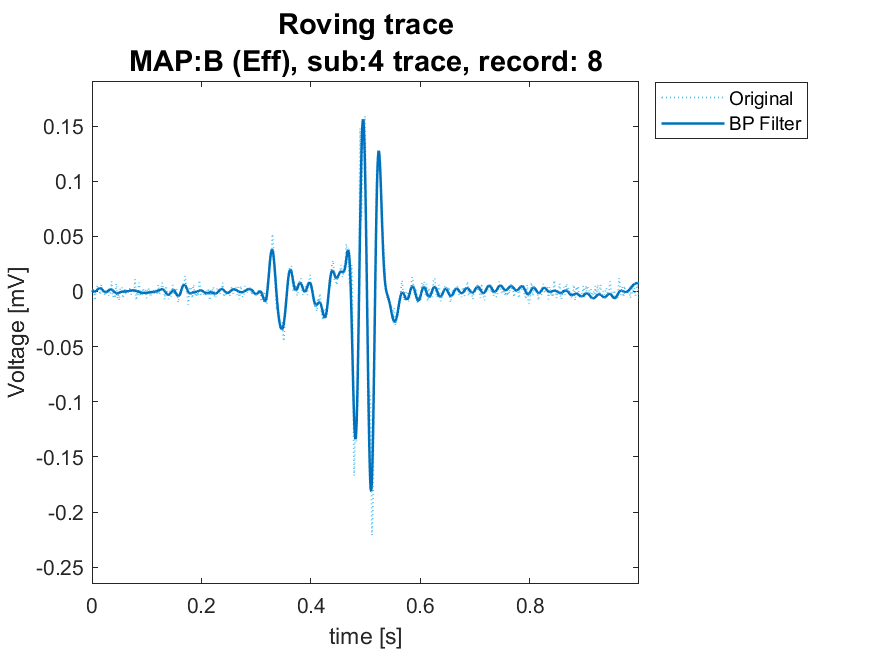 Roving trace
MAP:B (Eff), sub:4 trace, record: 8
Original
BP Filter
0.15
0.1
0.05
0
-0.05
-0.1
-0.15
-0.2
-0.25
Voltage [mV]
0
0.2
0.4
0.6
0.8
time [s]